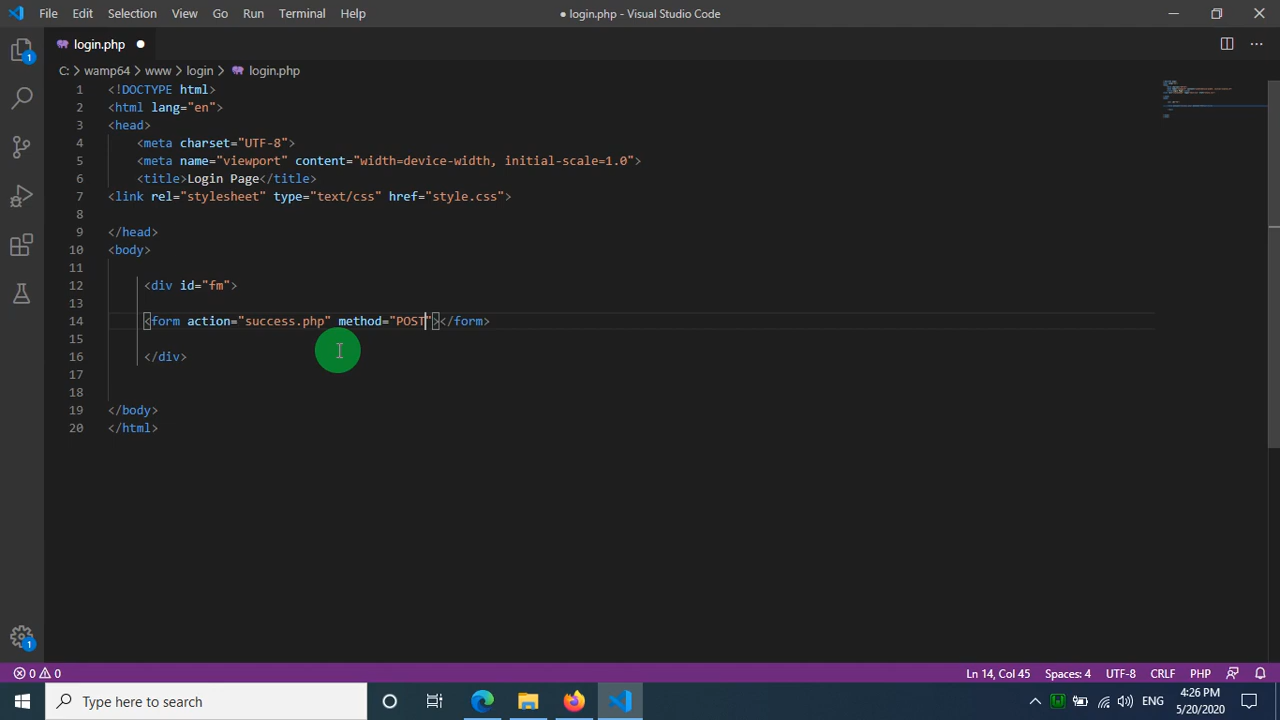 File Edit Selection View Go Run Terminal Help
● login.php - Visual Studio Code
login.php
C: > wamp64 > www > login > login.php
1 <!DOCTYPE html>
2 <html lang="en">
3 <head>
4 <meta charset="UTF-8">
5 <meta name="viewport" content="width=device-width, initial-scale=1.0">
6 <title>Login Page</title>
7 <link rel="stylesheet" type="text/css" href="style.css">
8
9 </head>
10 <body>
11
12 <div id="fm">
13
14 <form action="success.php" method="POST"></form>
15
16 </div>
17
18
19 </body>
20 </html>
1
1
0 0
Ln 14, Col 45 Spaces: 4 UTF-8 CRLF PHP
Type here to search
ENG
4:26 PM
5/20/2020